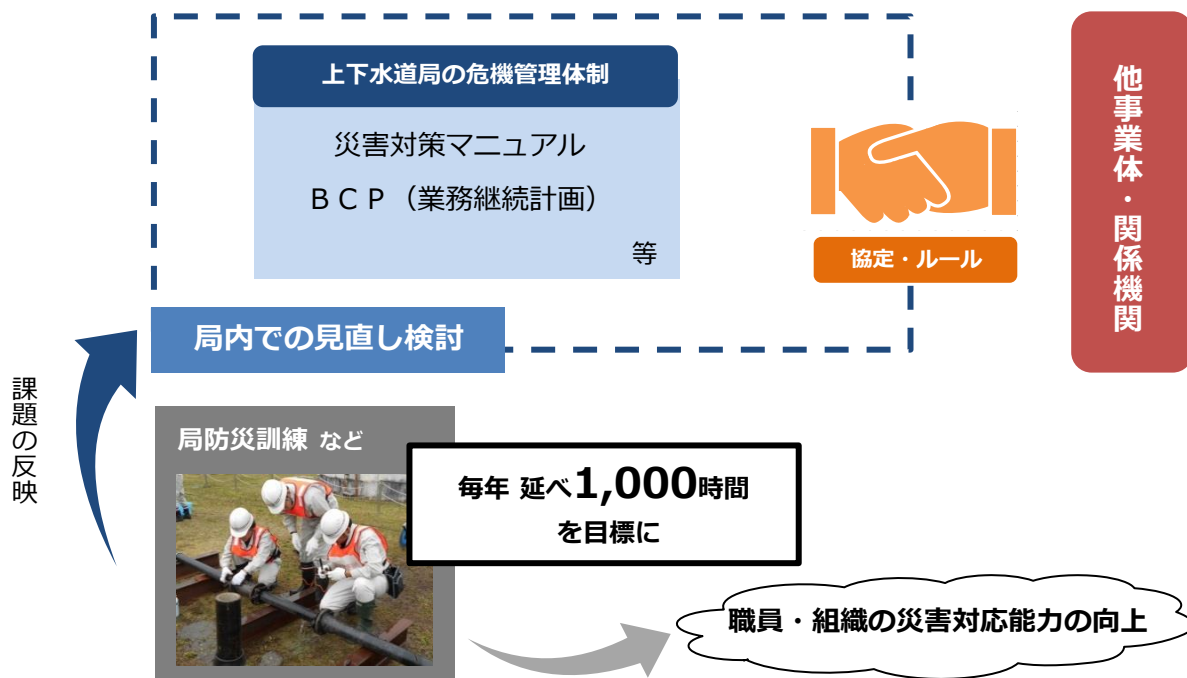 上下水道局の危機管理体制
災害対策マニュアル
ＢＣＰ（業務継続計画）
等
協定・ルール
他事業体・関係機関
局内での見直し検討
課題の反映
局防災訓練 など
毎年 延べ1,000時間
を目標に
職員・組織の災害対応能力の向上